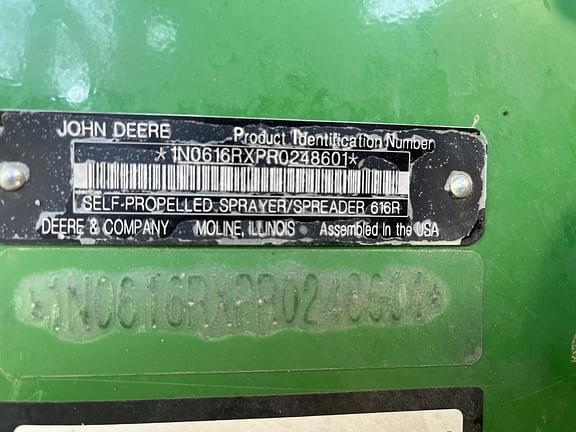 JOHN DEERE Product Identification Number
*1N0616RXPR0248601*
SELF-PROPELLED SPRAYER/SPREADER 616R
DEERE & COMPANY MOLINE, ILLINOIS Assembled In the USA
*1N0616RXPR0248601*